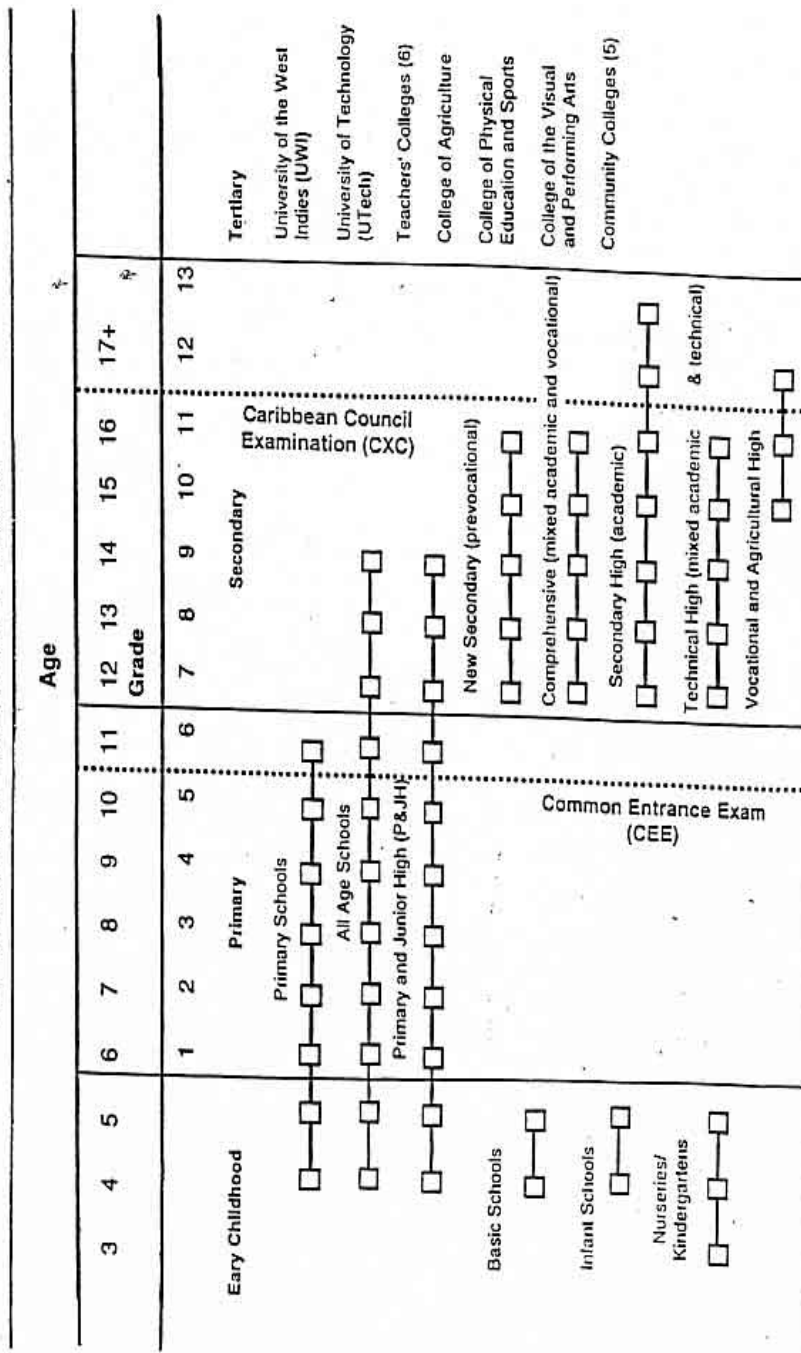 Age
3 4 5 6 7 8 9 10 11 12 13 14 15 16 17+
Grade
1 2 3 4 5 6 7 8 9 10 11 12 13
Eary Childhood
Primary
Secondary
Tertiary
Primary Schools
All Age Schools
Primary and Junior High (P&JH)
Basic Schools
Infant Schools
Nurseries/
Kindergartens
Common Entrance Exam
(CEE)
Caribbean Council
Examination (CXC)
New Secondary (prevocational)
Comprehensive (mixed academic and vocational)
Secondary High (academic)
Technical High (mixed academic & technical)
Vocational and Agricultural High
University of the West
Indies (UWI)
University of Technology
(UTech)
Teachers' Colleges (6)
College of Agriculture
College of Physical
Education and Sports
College of the Visual
and Performing Arts
Community Colleges (5)